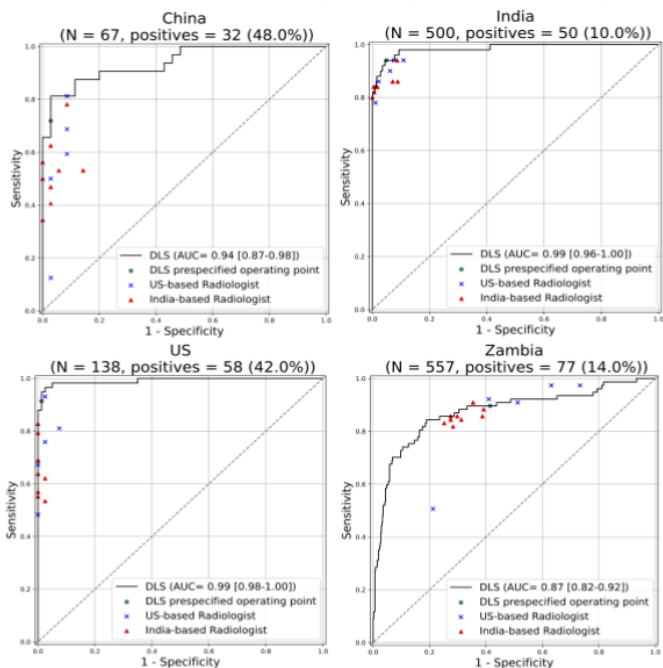 China
(N = 67, positives = 32 (48.0%))
1.0
0.8
0.6
0.4
0.2
0.0
Sensitivity
DLS (AUC= 0.94 [0.87-0.98])
DLS prespecified operating point
US-based Radiologist
India-based Radiologist
0.0 0.2 0.4 0.6 0.8 1.0
1 - Specificity
India
(N = 500, positives = 50 (10.0%))
1.0
0.8
0.6
0.4
0.2
0.0
Sensitivity
DLS (AUC= 0.99 [0.96-1.00])
DLS prespecified operating point
US-based Radiologist
India-based Radiologist
0.0 0.2 0.4 0.6 0.8 1.0
1 - Specificity
US
(N = 138, positives = 58 (42.0%))
1.0
0.8
0.6
0.4
0.2
0.0
Sensitivity
DLS (AUC= 0.99 [0.98-1.00])
DLS prespecified operating point
US-based Radiologist
India-based Radiologist
0.0 0.2 0.4 0.6 0.8 1.0
1 - Specificity
Zambia
(N = 557, positives = 77 (14.0%))
1.0
0.8
0.6
0.4
0.2
0.0
Sensitivity
DLS (AUC= 0.87 [0.82-0.92])
DLS prespecified operating point
US-based Radiologist
India-based Radiologist
0.0 0.2 0.4 0.6 0.8 1.0
1 - Specificity